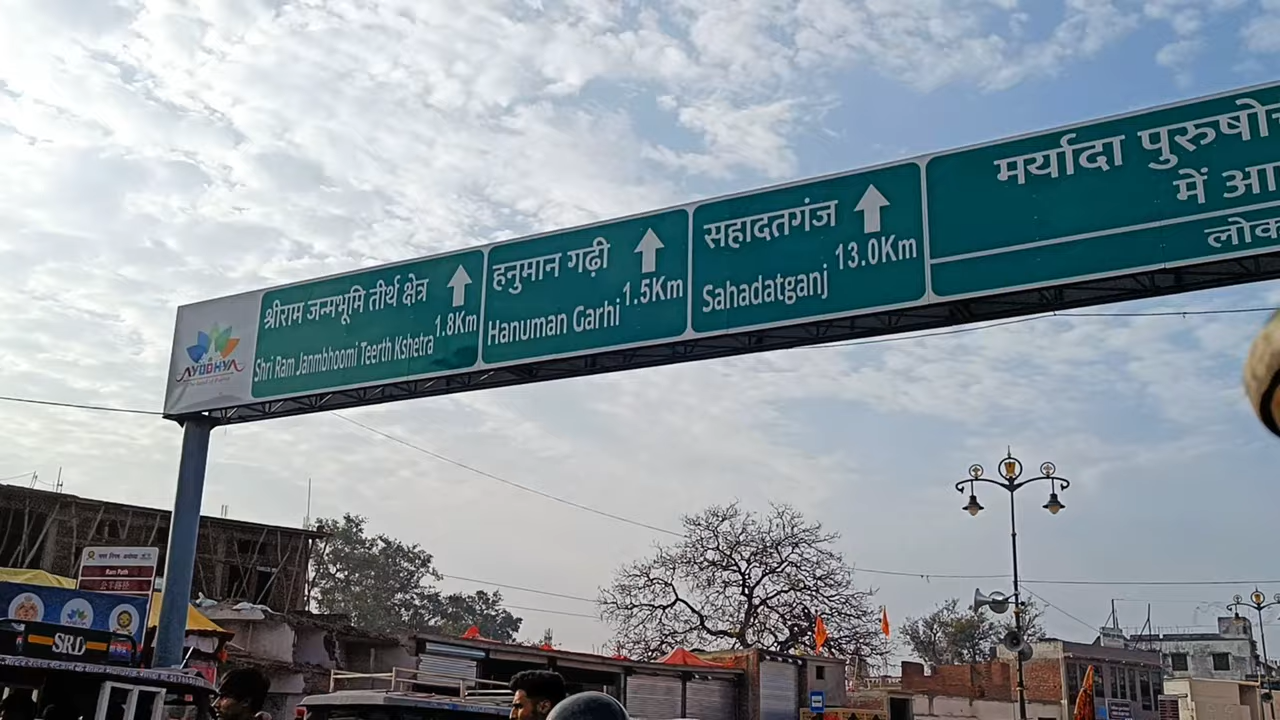 श्रीराम जन्मभूमि तीर्थ क्षेत्र
Shri Ram Janmbhoomi Teerth Kshetra
1.8Km
हनुमान गढ़ी
Hanuman Garhi
1.5Km
सहादतगंज
Sahadatganj
13.0Km
मर्यादा
में
AYODHYA
Ram Path
SRD